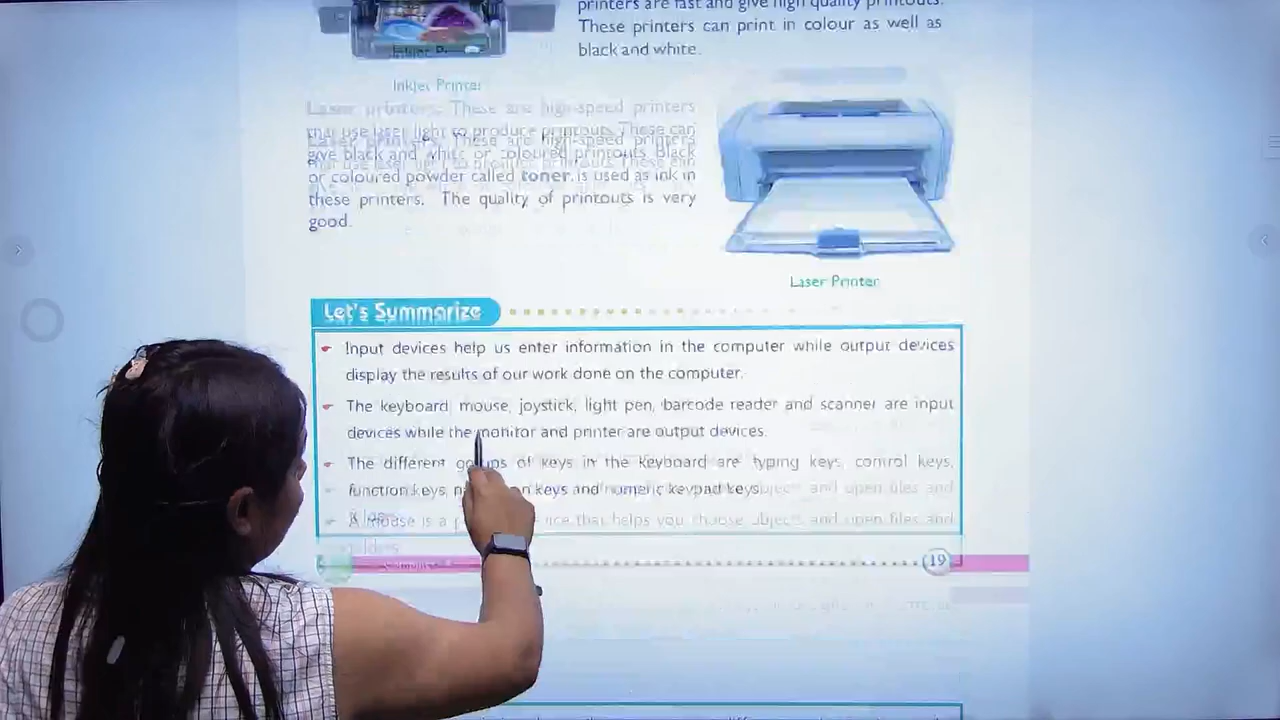 printers are fast and give high quality printouts.
These printers can print in colour as well as
black and white.
Inkjet Printer
Laser printers. These are high-speed printers
that use laser light to produce printouts. These can
give black and white or coloured printouts. Black
or coloured powder called toner is used as ink in
these printers. The quality of printouts is very
good.
Laser Printer
Let's Summarize
Input devices help us enter information in the computer while output devices
display the results of our work done on the computer.
The keyboard, mouse, joystick, light pen, barcode reader and scanner are input
devices while the monitor and printer are output devices.
The different groups of keys in the keyboard are typing keys, control keys,
function keys, keys and numeric keypad keys.
A mouse is a device that helps you choose objects and open files and
19